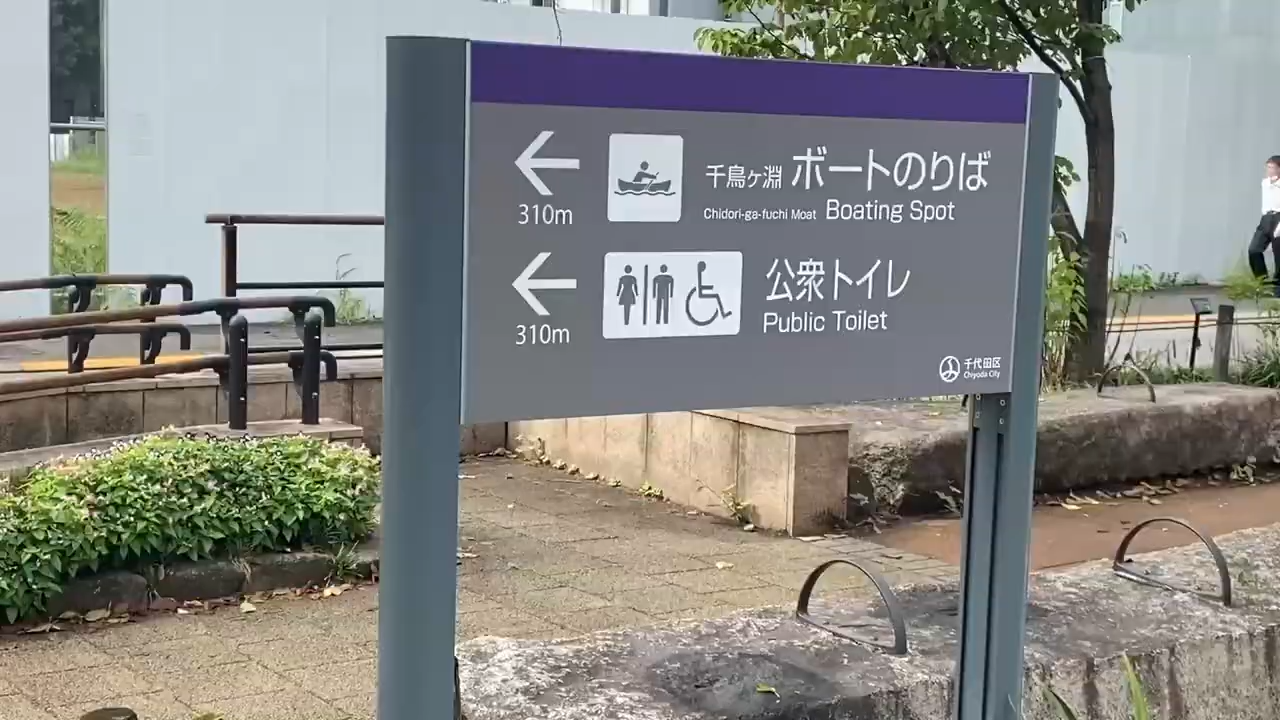 310m
千鳥ヶ淵 ボートのりば
Chidori-ga-fuchi Moat Boating Spot
310m
公衆トイレ
Public Toilet
千代田区
Chiyoda City